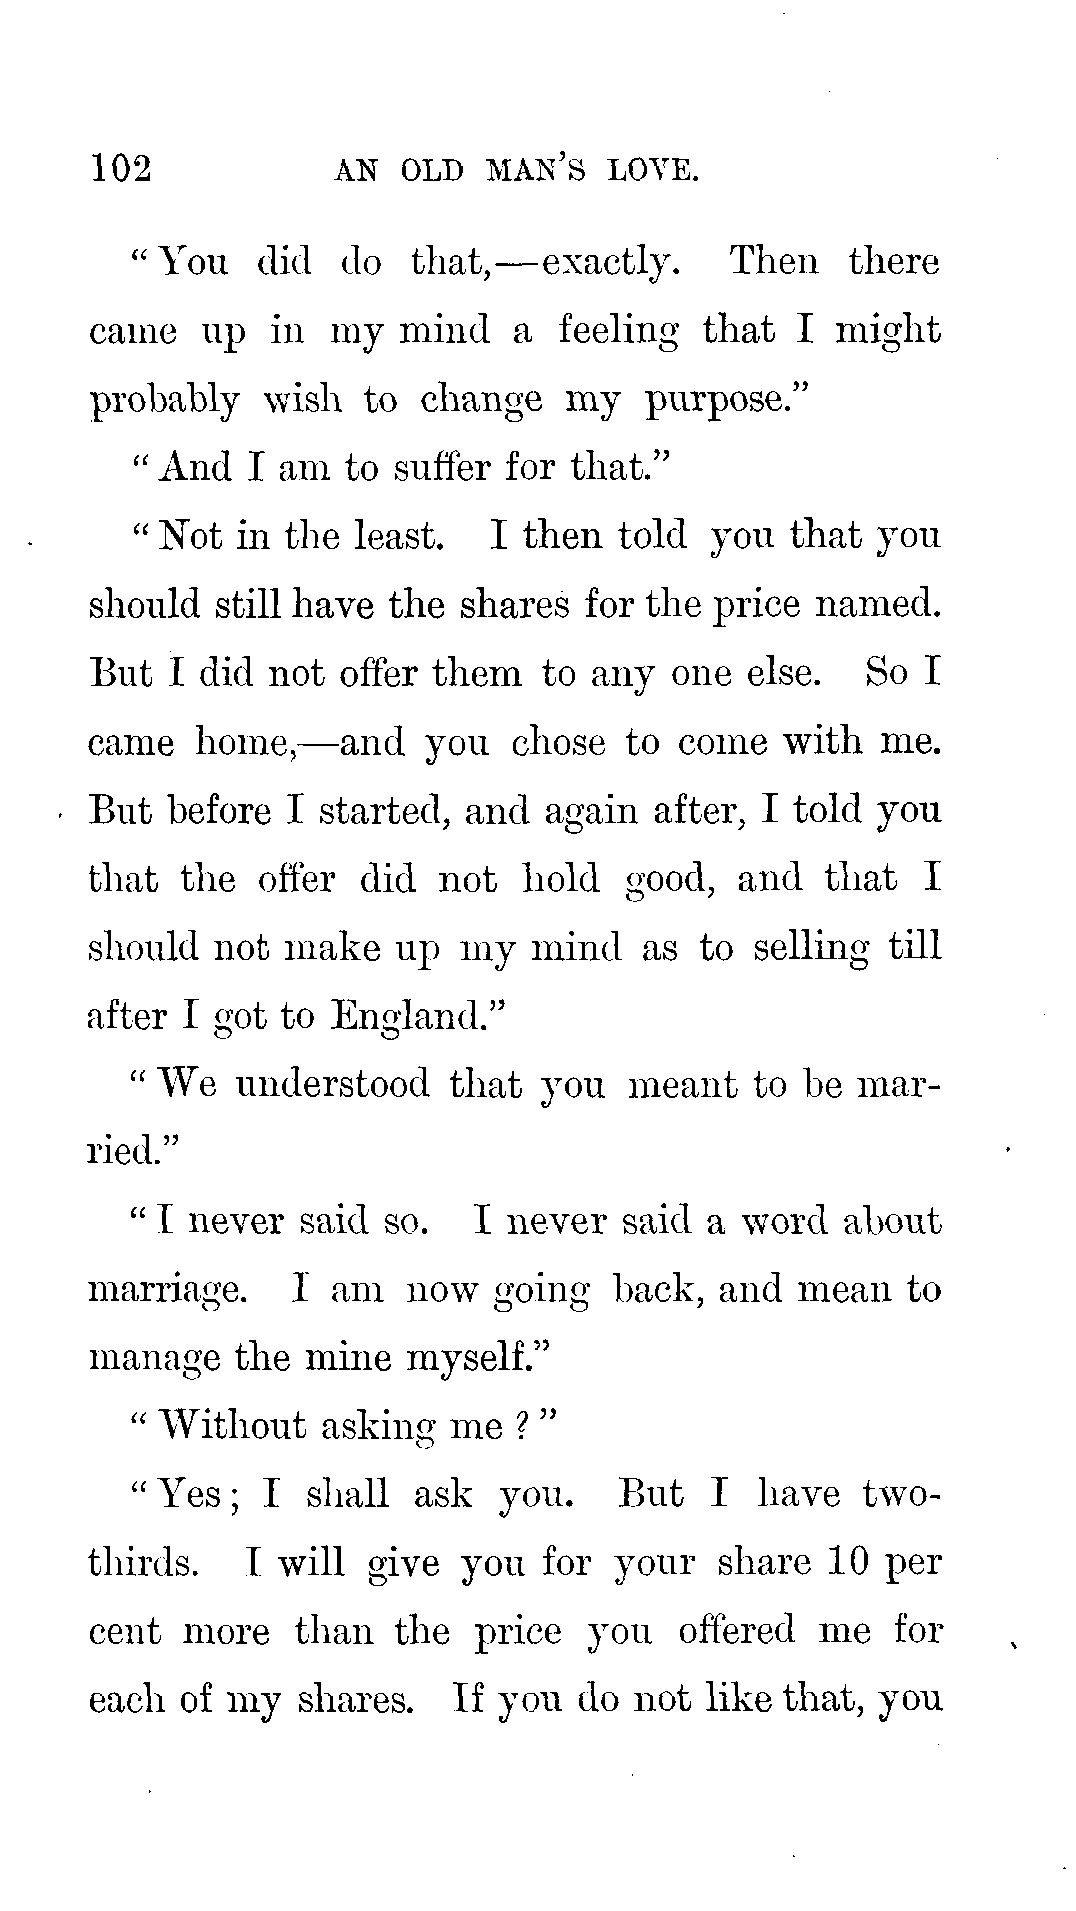 102 AN OLD MAN'S LOVE.
“You did do that,—exactly. Then there
came up in my mind a feeling that I might
probably wish to change my purpose.”
“And I am to suffer for that.”
“Not in the least. I then told you that you
should still have the shares for the price named.
But I did not offer them to any one else. So I
came home,—and you chose to come with me.
But before I started, and again after, I told you
that the offer did not hold good, and that I
should not make up my mind as to selling till
after I got to England.”
“We understood that you meant to be mar-
ried.”
“I never said so. I never said a word about
marriage. I am now going back, and mean to
manage the mine myself.”
“Without asking me?”
“Yes; I shall ask you. But I have two-
thirds. I will give you for your share 10 per
cent more than the price you offered me for
each of my shares. If you do not like that, you